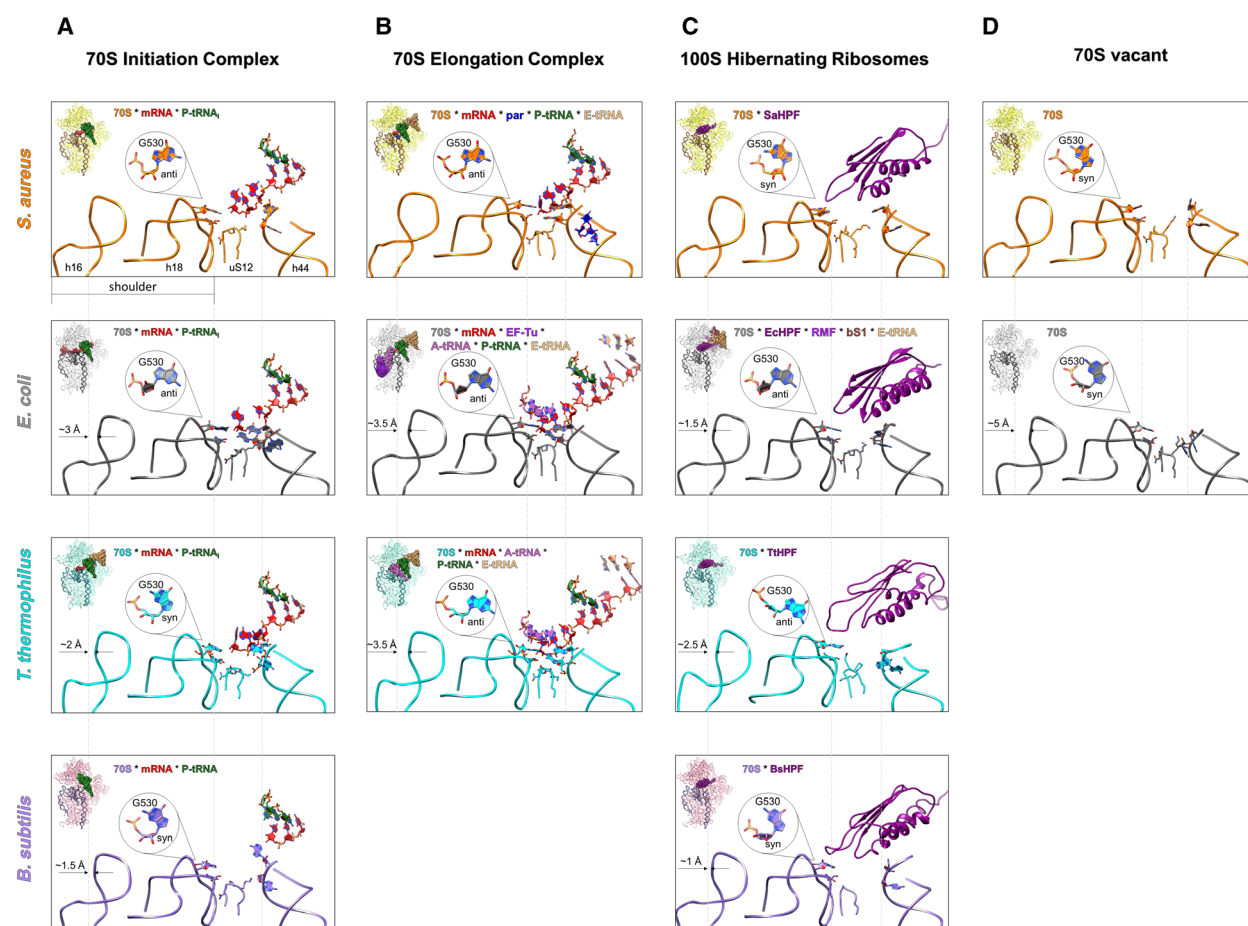 A
B
C
D
70S Initiation Complex
70S Elongation Complex
100S Hibernating Ribosomes
70S vacant
S. aureus
70S * mRNA * P-tRNAi
G530
anti
h16
h18
uS12
h44
shoulder
70S * mRNA * par * P-tRNA * E-tRNA
G530
anti
70S * SaHPF
G530
syn
70S
G530
syn
E. coli
70S * mRNA * P-tRNAi
G530
anti
~3 Å
70S * mRNA * EF-Tu *
A-tRNA * P-tRNA * E-tRNA
G530
anti
~3.5 Å
70S * EcHPF * RMF * bS1 * E-tRNA
G530
anti
~1.5 Å
70S
G530
syn
~5 Å
T. thermophilus
70S * mRNA * P-tRNAi
G530
syn
~2 Å
70S * mRNA * A-tRNA *
P-tRNA * E-tRNA
G530
anti
~3.5 Å
70S * TtHPF
G530
anti
~2.5 Å
B. subtilis
70S * mRNA * P-tRNA
G530
syn
~1.5 Å
70S * BsHPF
G530
syn
~1 Å